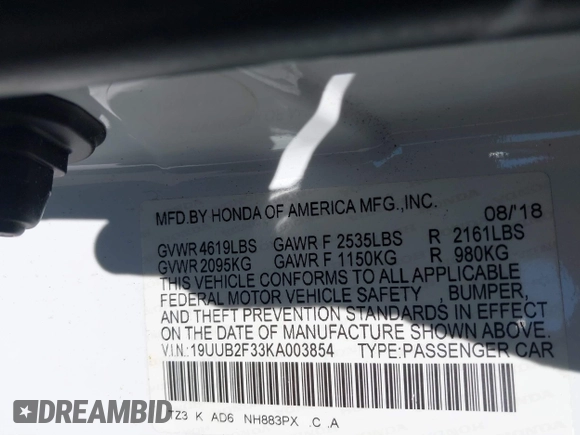 MFD.BY HONDA OF AMERICA MFG.,INC. 08/'18
GVWR 4619LBS GAWR F 2535LBS R 2161LBS
GVWR 2095KG GAWR F 1150KG R 980KG
THIS VEHICLE CONFORMS TO ALL APPLICABLE
FEDERAL MOTOR VEHICLE SAFETY , BUMPER,
AND THEFT PREVENTION STANDARDS IN EFFECT
ON THE DATE OF MANUFACTURE SHOWN ABOVE.
V.I.N.:19UUB2F33KA003854 TYPE:PASSENGER CAR
TZ3 K AD6 NH883PX .C .A
DREAMBID